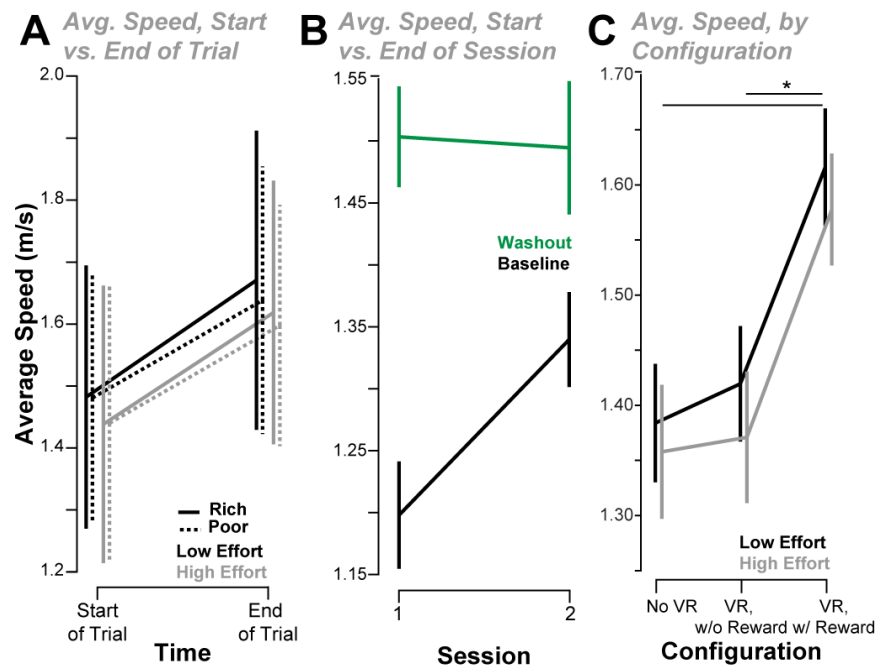 A
Avg. Speed, Start
vs. End of Trial
Average Speed (m/s)
2.0
1.8
1.6
1.4
1.2
Rich
Poor
Low Effort
High Effort
Start
of Trial
End
of Trial
Time
B
Avg. Speed, Start
vs. End of Session
1.55
1.45
1.35
1.25
1.15
Washout
Baseline
1
2
Session
C
Avg. Speed, by
Configuration
1.70
1.60
1.50
1.40
1.30
*
Low Effort
High Effort
No VR
VR,
w/o Reward
VR,
w/ Reward
Configuration